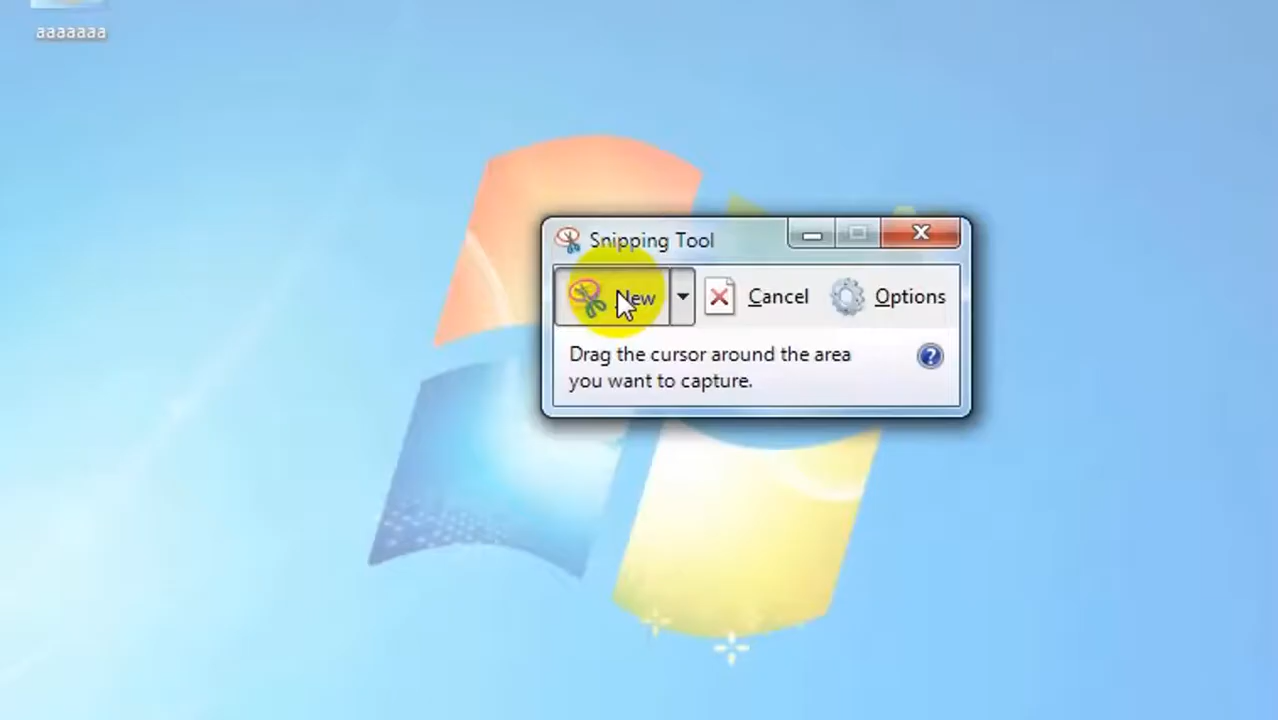 aaaaaaa
Snipping Tool
New Cancel Options
Drag the cursor around the area
you want to capture.